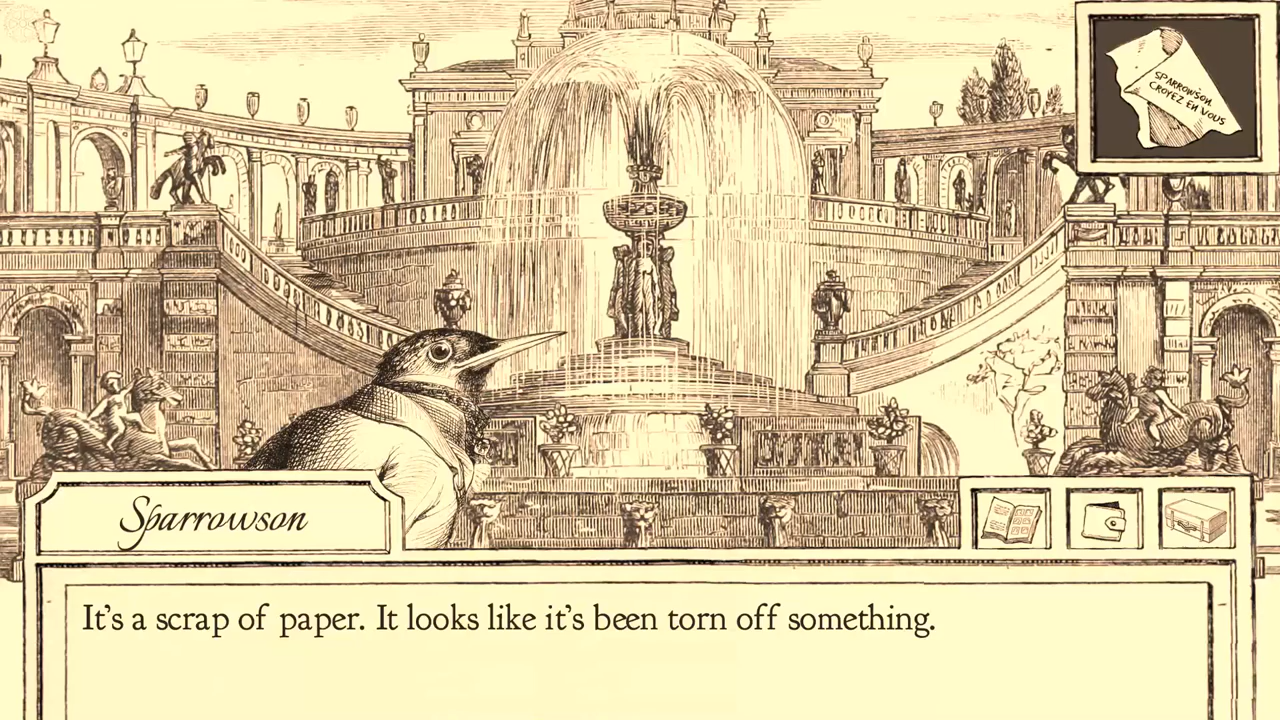 SPARROWSON
CROYEZ EN VOUS
Sparrowson
It's a scrap of paper. It looks like it's been torn off something.